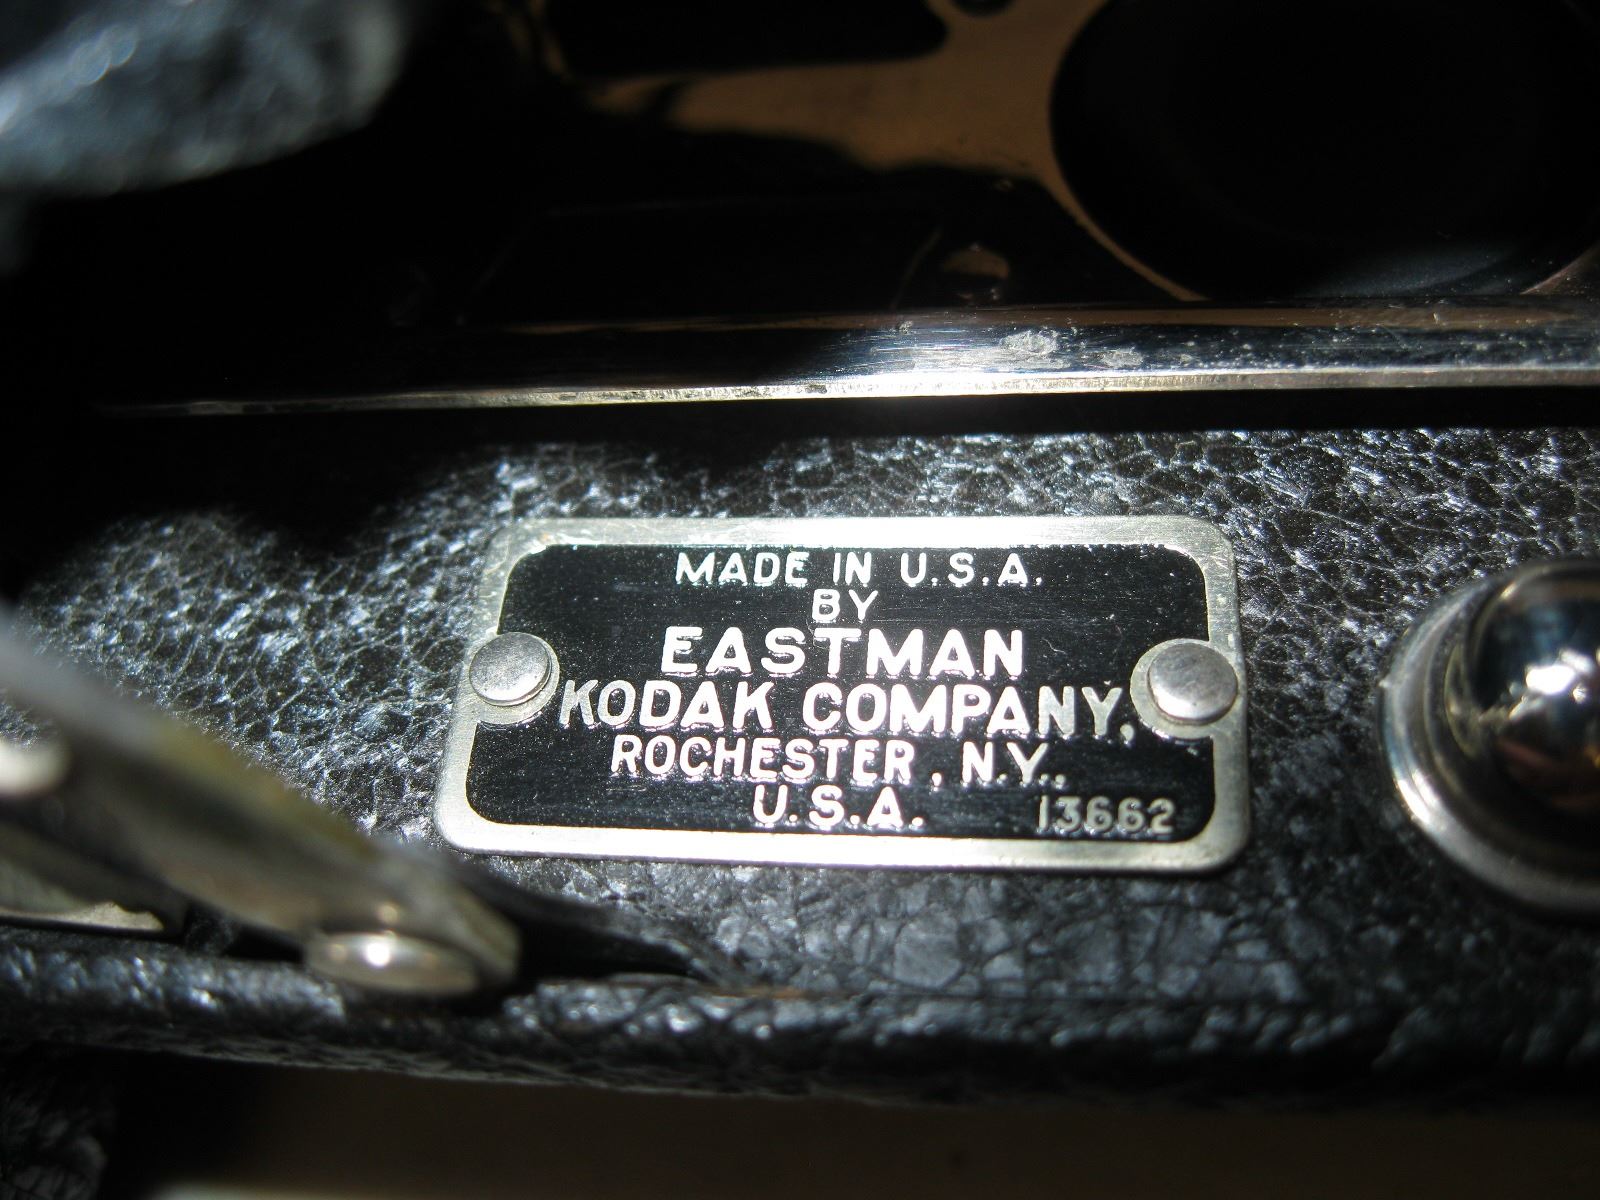 MADE IN U.S.A.
BY
EASTMAN
KODAK COMPANY,
ROCHESTER, N.Y.,
U.S.A. 13662